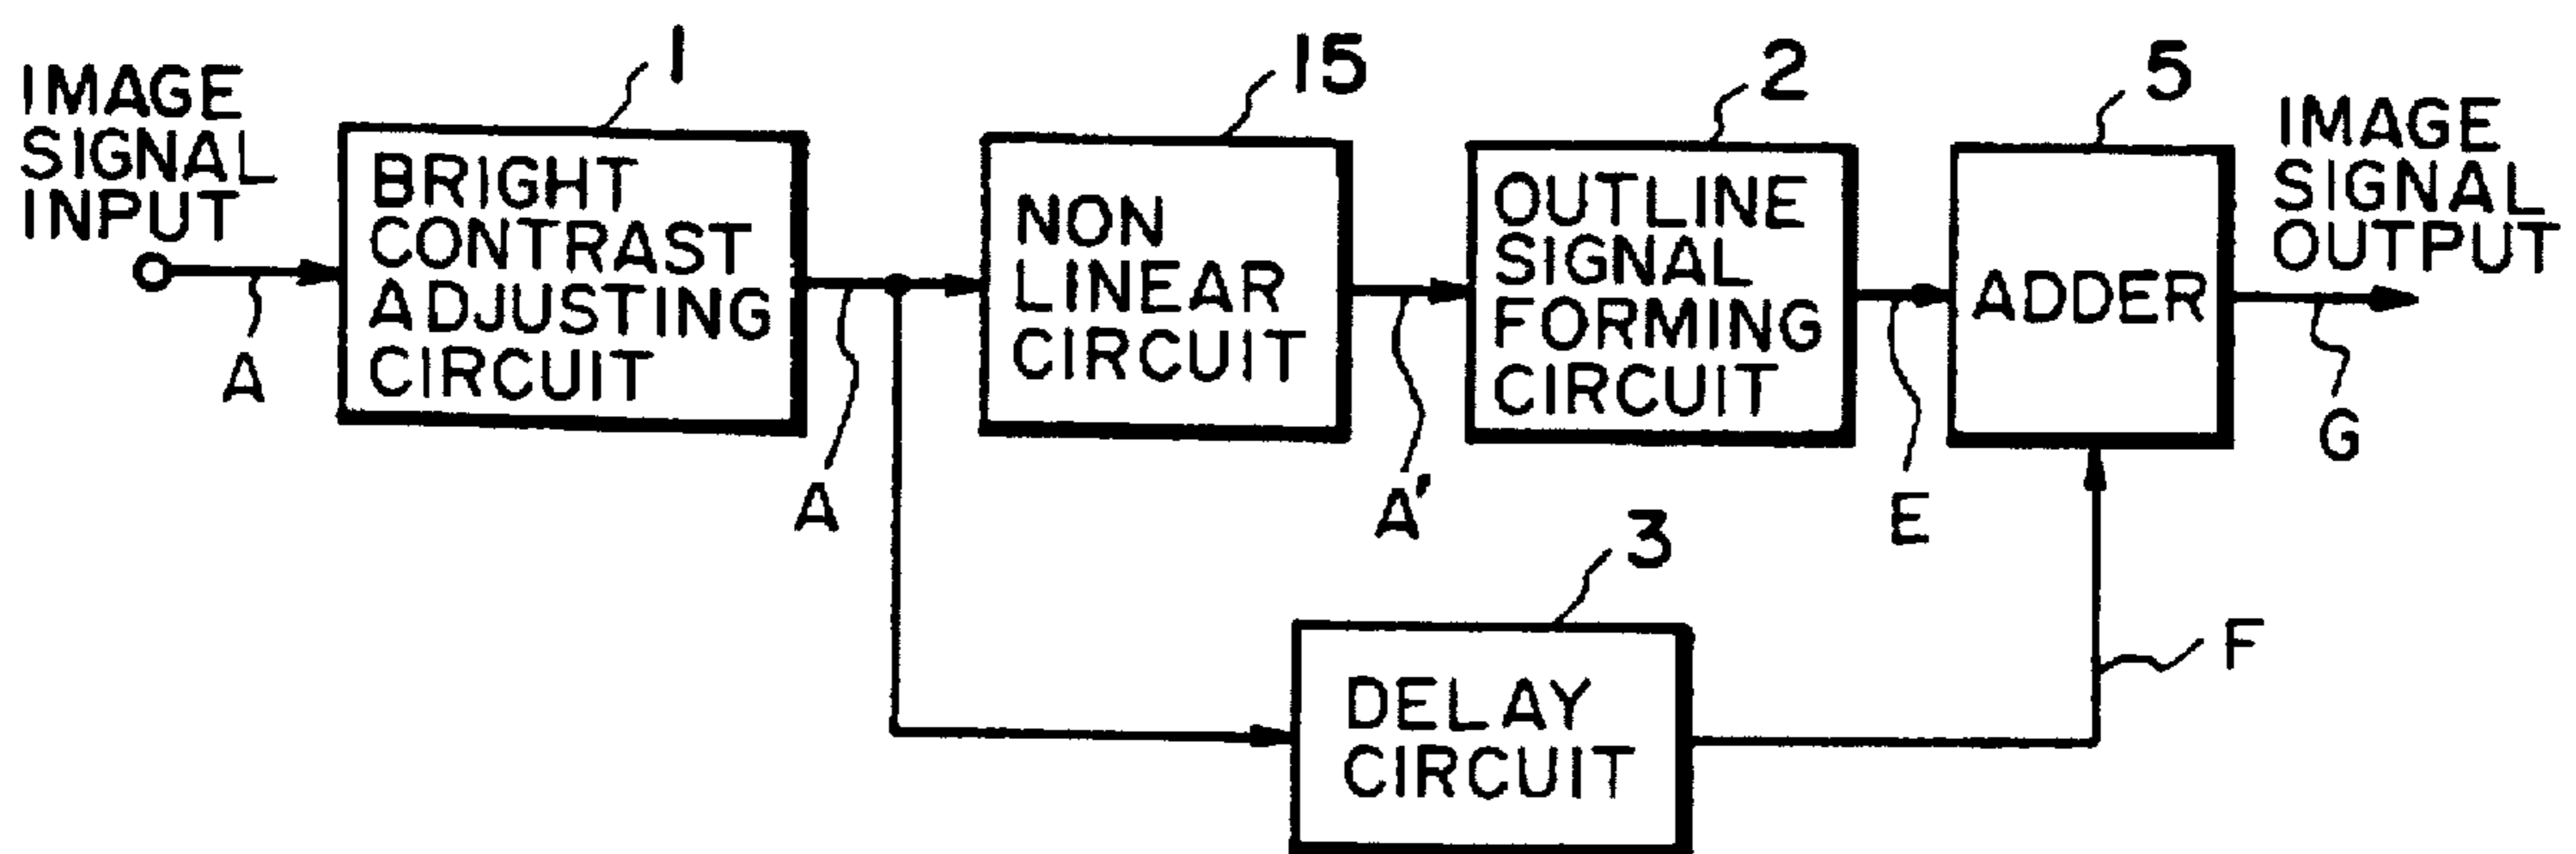 IMAGE
SIGNAL
INPUT
A
1
BRIGHT
CONTRAST
ADJUSTING
CIRCUIT
A
15
NON
LINEAR
CIRCUIT
A'
2
OUTLINE
SIGNAL
FORMING
CIRCUIT
E
5
ADDER
IMAGE
SIGNAL
OUTPUT
G
3
DELAY
CIRCUIT
F